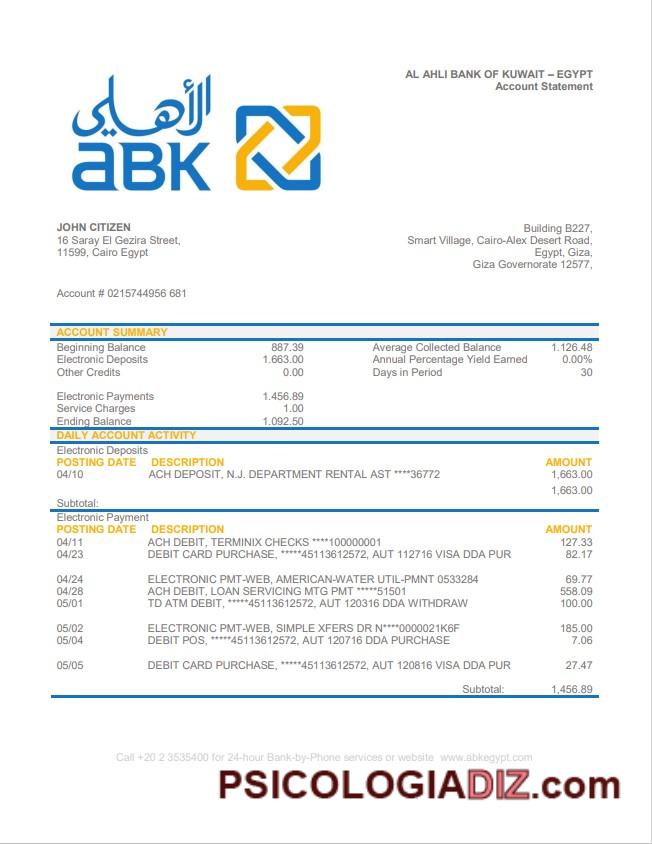 AL AHLI BANK OF KUWAIT – EGYPT
Account Statement
الأهلي
aBK
JOHN CITIZEN
16 Saray El Gezira Street,
11599, Cairo Egypt
Building B227,
Smart Village, Cairo-Alex Desert Road,
Egypt, Giza,
Giza Governorate 12577,
Account # 0215744956 681
ACCOUNT SUMMARY
Beginning Balance 887.39 Average Collected Balance 1.126.48
Electronic Deposits 1.663.00 Annual Percentage Yield Earned 0.00%
Other Credits 0.00 Days in Period 30
Electronic Payments 1.456.89
Service Charges 1.00
Ending Balance 1.092.50
DAILY ACCOUNT ACTIVITY
Electronic Deposits
POSTING DATE DESCRIPTION AMOUNT
04/10 ACH DEPOSIT, N.J. DEPARTMENT RENTAL AST ****36772 1,663.00
1,663.00
Subtotal:
Electronic Payment
POSTING DATE DESCRIPTION AMOUNT
04/11 ACH DEBIT, TERMINIX CHECKS ****100000001 127.33
04/23 DEBIT CARD PURCHASE, *****45113612572, AUT 112716 VISA DDA PUR 82.17
04/24 ELECTRONIC PMT-WEB, AMERICAN-WATER UTIL-PMNT 0533284 69.77
04/28 ACH DEBIT, LOAN SERVICING MTG PMT *****51501 558.09
05/01 TD ATM DEBIT, *****45113612572, AUT 120316 DDA WITHDRAW 100.00
05/02 ELECTRONIC PMT-WEB, SIMPLE XFERS DR N****0000021K6F 185.00
05/04 DEBIT POS, *****45113612572, AUT 120716 DDA PURCHASE 7.06
05/05 DEBIT CARD PURCHASE, *****45113612572, AUT 120816 VISA DDA PUR 27.47
Subtotal: 1,456.89
Call +20 2 3535400 for 24-hour Bank-by-Phone services or website www.abkegypt.com
PSICOLOGIADIZ.com